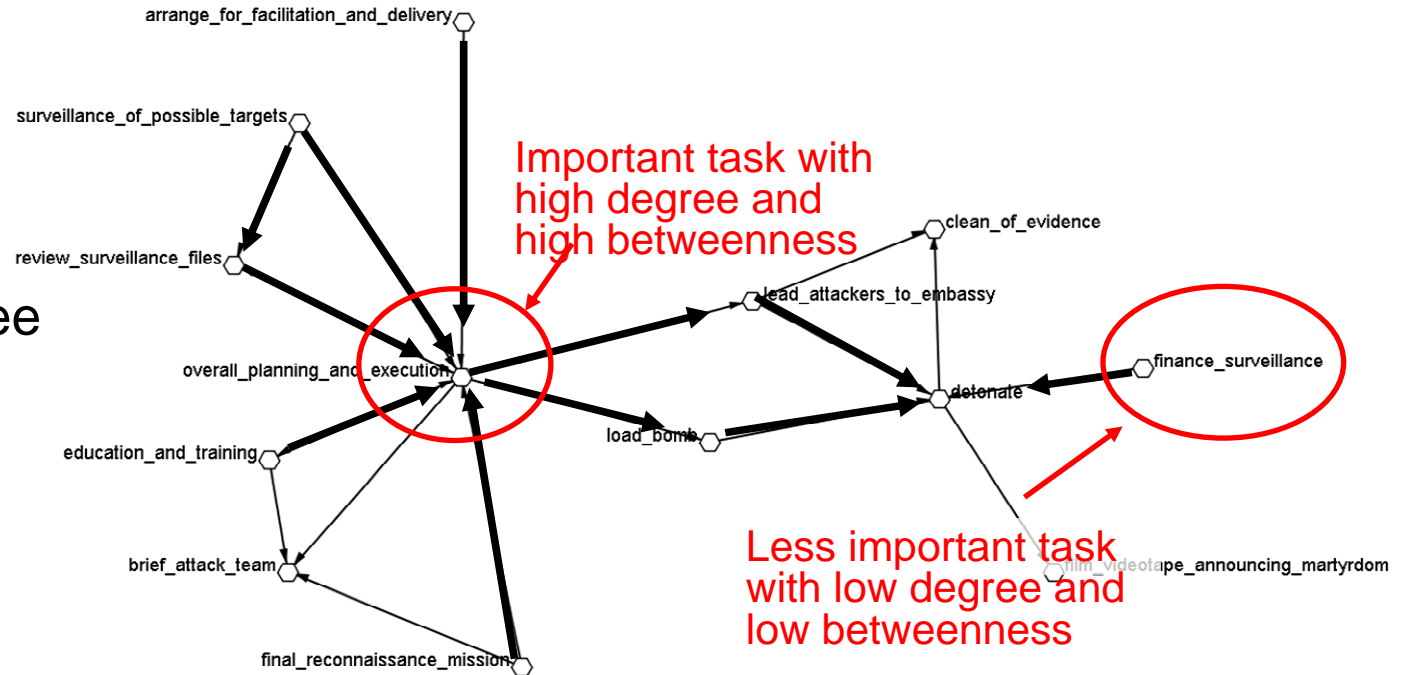 arrange_for_facilitation_and_delivery
surveillance_of_possible_targets
Important task with
high degree and
high betweenness
clean_of_evidence
review_surveillance_files
lead_attackers_to_embassy
ee
overall_planning_and_execution
finance_surveillance
detonate
load_bomb
education_and_training
Less important task
with low degree and
low betweenness
brief_attack_team
film_videotape_announcing_martyrdom
final_reconnaissance_mission